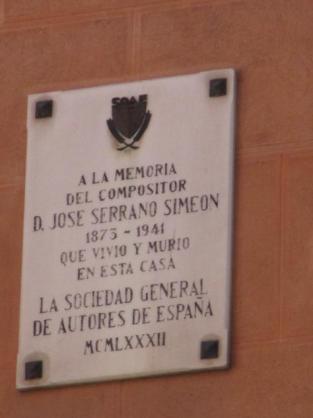 SGAE
A LA MEMORIA
DEL COMPOSITOR
D. JOSE SERRANO SIMEON
1873 - 1941
QUE VIVIO Y MURIO
EN ESTA CASA
LA SOCIEDAD GENERAL
DE AUTORES DE ESPAÑA
MCMLXXXII